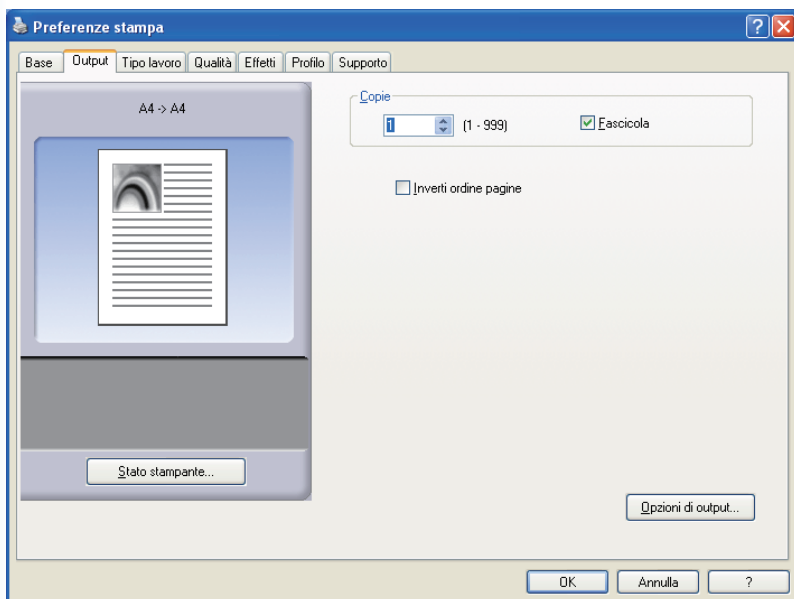 Preferenze stampa
Base Output Tipo lavoro Qualità Effetti Profilo Supporto
A4 -> A4
Copie
1 (1 - 999) Fascicola
Inverti ordine pagine
Stato stampante...
Opzioni di output...
OK Annulla ?